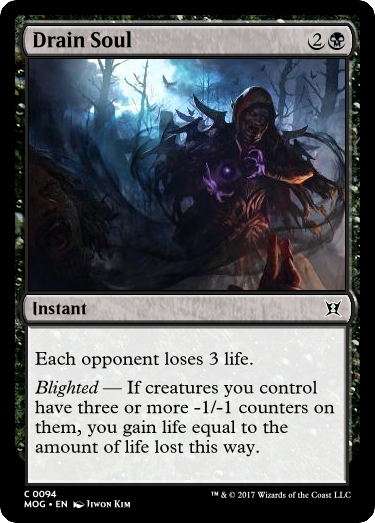 Drain Soul 2
Instant
Each opponent loses 3 life.
Blighted — If creatures you control
have three or more -1/-1 counters on
them, you gain life equal to the
amount of life lost this way.
C 0094
MOG • EN Jiwon Kim
™ & © 2017 Wizards of the Coast LLC